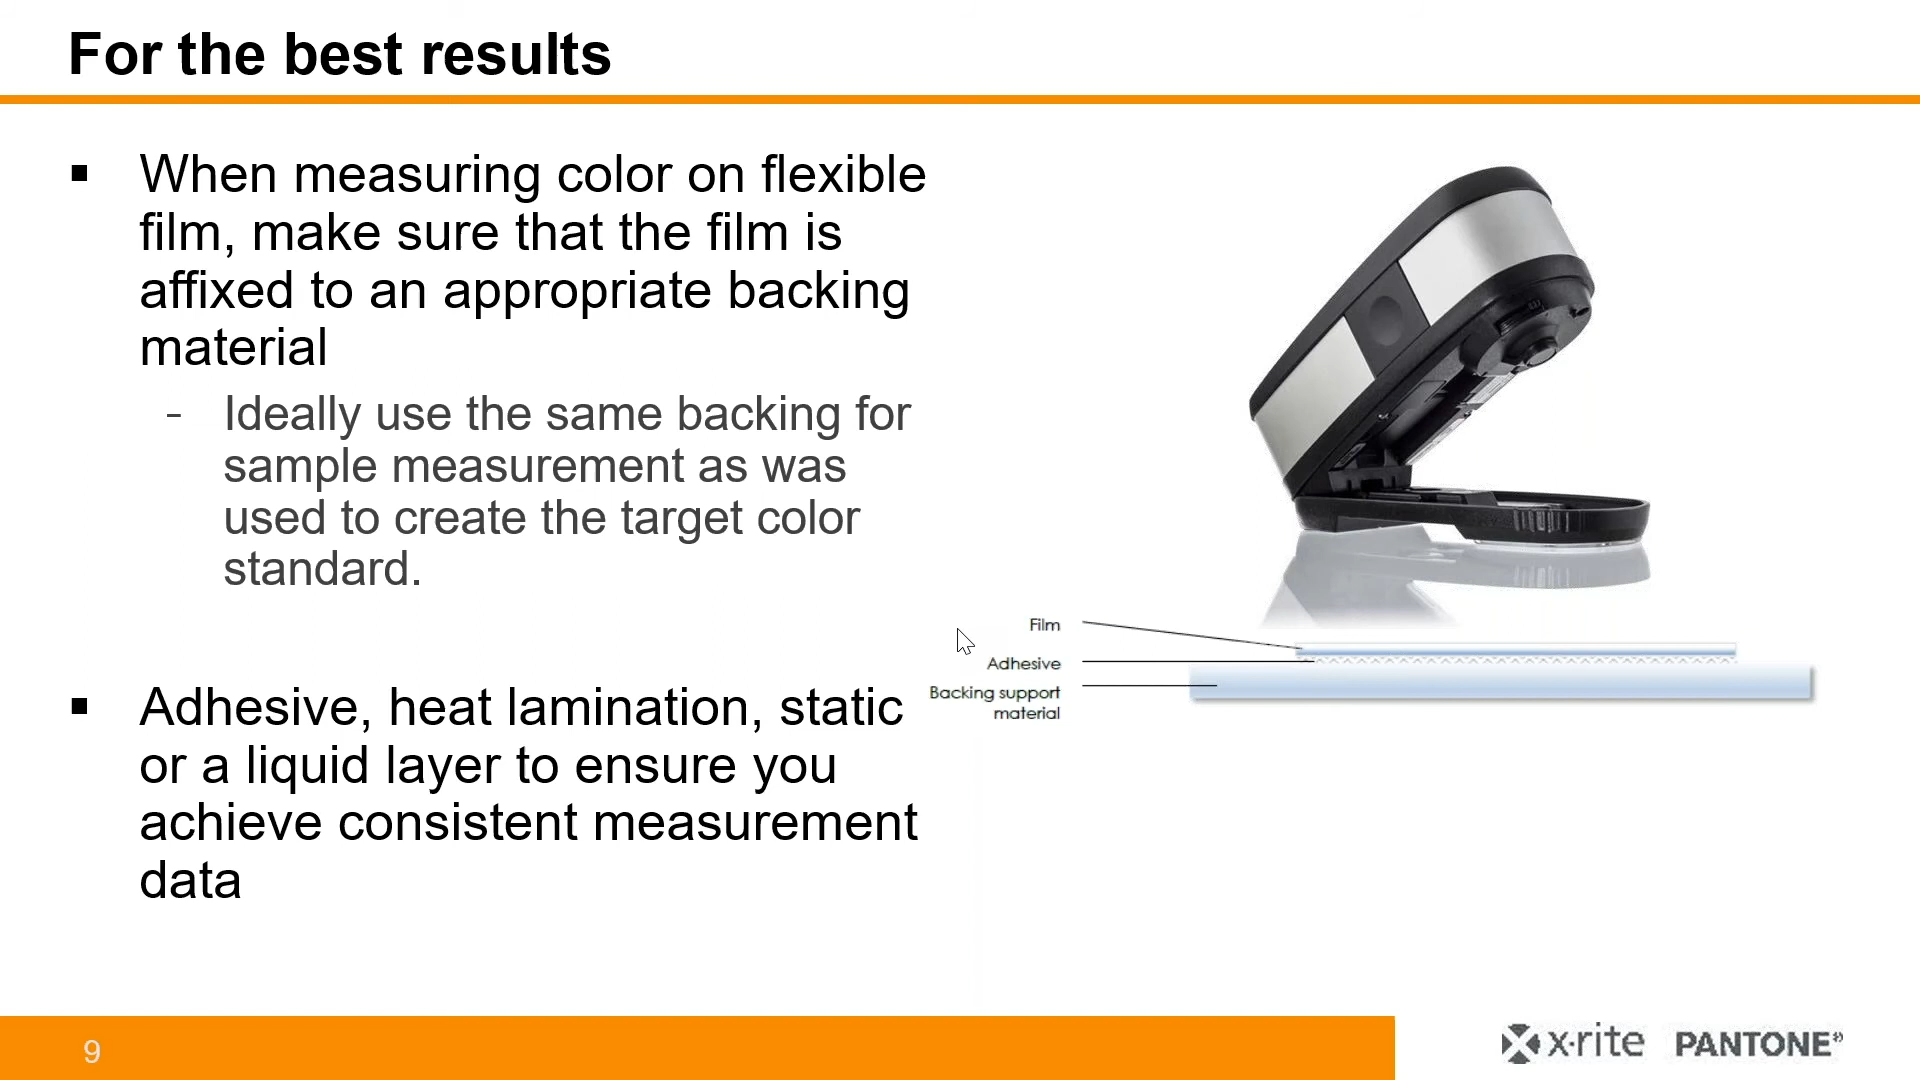 For the best results
▪ When measuring color on flexible
film, make sure that the film is
affixed to an appropriate backing
material
- Ideally use the same backing for
sample measurement as was
used to create the target color
standard.
▪ Adhesive, heat lamination, static
or a liquid layer to ensure you
achieve consistent measurement
data
Film
Adhesive
Backing support
material
9
x·rite PANTONE®